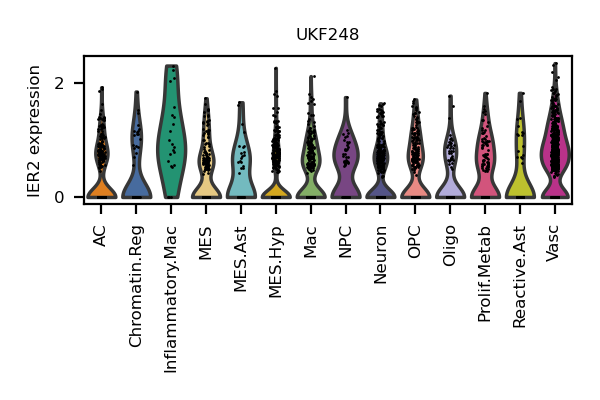 UKF248
IER2 expression
2
0
AC
Chromatin.Reg
Inflammatory.Mac
MES
MES.Ast
MES.Hyp
Mac
NPC
Neuron
OPC
Oligo
Prolif.Metab
Reactive.Ast
Vasc